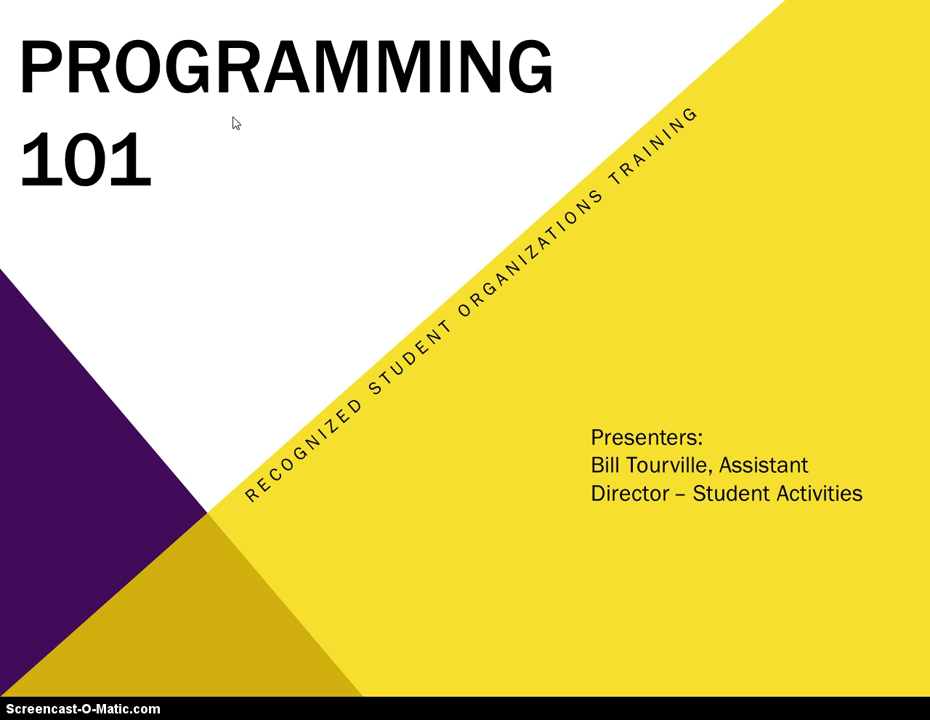 PROGRAMMING
101
RECOGNIZED STUDENT ORGANIZATIONS TRAINING
Presenters:
Bill Tourville, Assistant
Director – Student Activities
Screencast-O-Matic.com